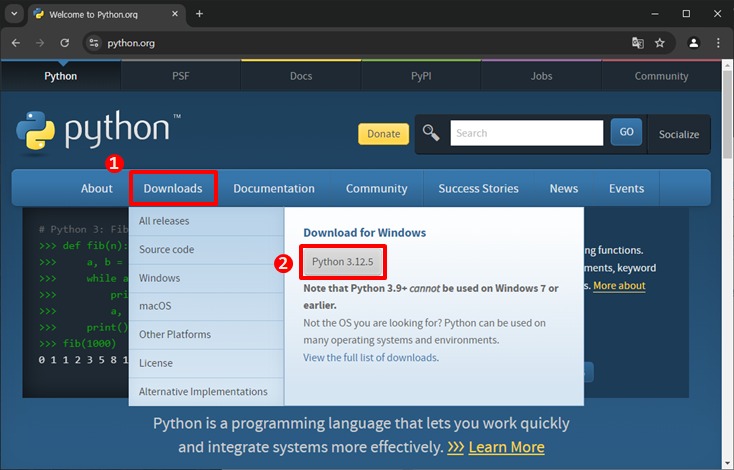 Welcome to Python.org
python.org
Python PSF Docs PyPI Jobs Community
python™
Donate Search GO Socialize
1
About Downloads Documentation Community Success Stories News Events
# Python 3: Fib
>>> def fib(n):
>>> a, b =
>>> while a
>>> pri
>>> a,
>>> print()
>>> fib(1000)
0 1 1 2 3 5 8 1
All releases
Source code
Windows
macOS
Other Platforms
License
Alternative Implementations
Download for Windows
2
Python 3.12.5
Note that Python 3.9+ cannot be used on Windows 7 or
earlier.
Not the OS you are looking for? Python can be used on
many operating systems and environments.
View the full list of downloads.
ng functions.
ments, keyword
s. More about
Python is a programming language that lets you work quickly
and integrate systems more effectively. >>> Learn More